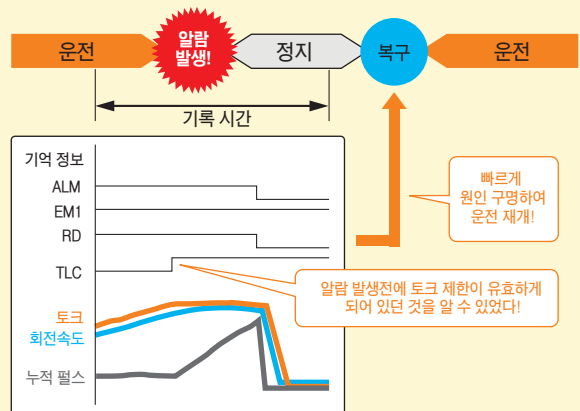 운전
알람
발생!
정지
복구
운전
기록 시간
기억 정보
ALM
EM1
RD
TLC
토크
회전속도
누적 펄스
빠르게
원인 구명하여
운전 재개!
알람 발생전에 토크 제한이 유효하게
되어 있던 것을 알 수 있었다!